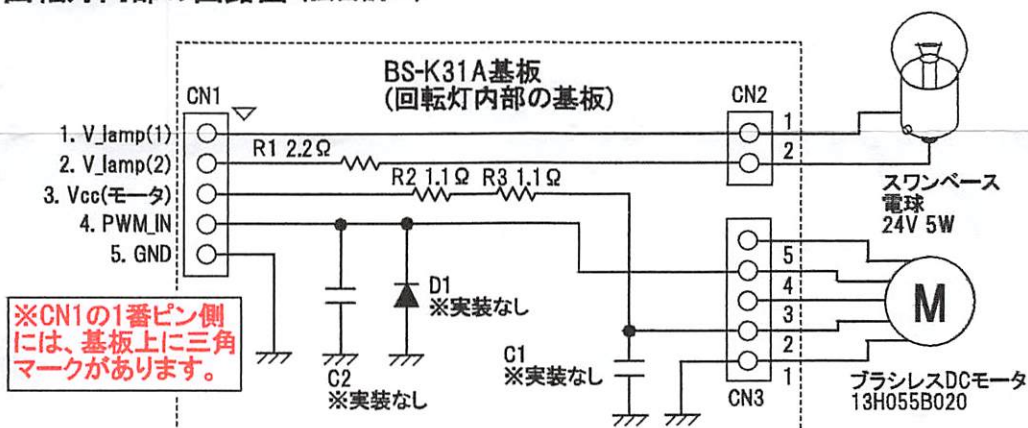 BS-K31A基板
(回転灯内部の基板)
CN1
CN2
1. V_lamp(1)
2. V_lamp(2)
3. Vcc(モータ)
4. PWM_IN
5. GND
R1 2.2Ω
R2 1.1Ω R3 1.1Ω
1
2
スワンベース
電球
24V 5W
D1
※実装なし
C2
※実装なし
C1
※実装なし
5
4
3
2
1
CN3
M
ブラシレスDCモータ
13H055B020
※CN1の1番ピン側
には、基板上に三角
マークがあります。